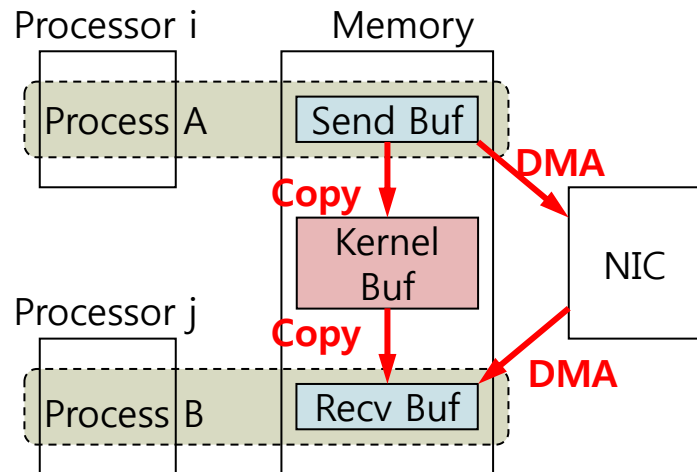 Processor i
Memory
Process A
Send Buf
DMA
Copy
Kernel
Buf
NIC
Processor j
Copy
DMA
Process B
Recv Buf